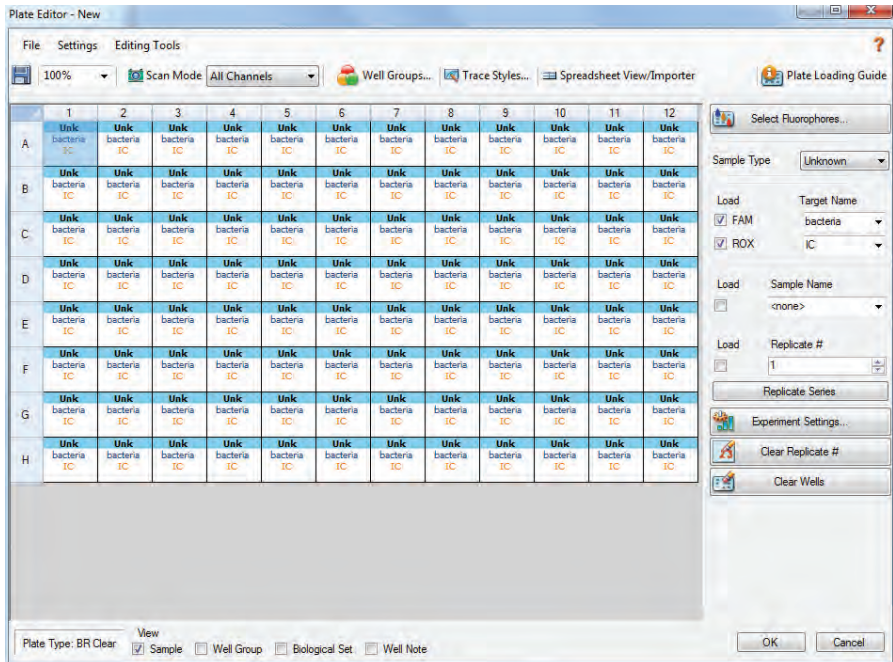 Plate Editor - New
File Settings Editing Tools ?
100% Scan Mode All Channels Well Groups... Trace Styles... Spreadsheet View/Importer Plate Loading Guide
1 2 3 4 5 6 7 8 9 10 11 12
Unk Unk Unk Unk Unk Unk Unk Unk Unk Unk Unk Unk
A bacteria bacteria bacteria bacteria bacteria bacteria bacteria bacteria bacteria bacteria bacteria bacteria
IC IC IC IC IC IC IC IC IC IC IC IC
Unk Unk Unk Unk Unk Unk Unk Unk Unk Unk Unk Unk
B bacteria bacteria bacteria bacteria bacteria bacteria bacteria bacteria bacteria bacteria bacteria bacteria
IC IC IC IC IC IC IC IC IC IC IC IC
Unk Unk Unk Unk Unk Unk Unk Unk Unk Unk Unk Unk
C bacteria bacteria bacteria bacteria bacteria bacteria bacteria bacteria bacteria bacteria bacteria bacteria
IC IC IC IC IC IC IC IC IC IC IC IC
Unk Unk Unk Unk Unk Unk Unk Unk Unk Unk Unk Unk
D bacteria bacteria bacteria bacteria bacteria bacteria bacteria bacteria bacteria bacteria bacteria bacteria
IC IC IC IC IC IC IC IC IC IC IC IC
Unk Unk Unk Unk Unk Unk Unk Unk Unk Unk Unk Unk
E bacteria bacteria bacteria bacteria bacteria bacteria bacteria bacteria bacteria bacteria bacteria bacteria
IC IC IC IC IC IC IC IC IC IC IC IC
Unk Unk Unk Unk Unk Unk Unk Unk Unk Unk Unk Unk
F bacteria bacteria bacteria bacteria bacteria bacteria bacteria bacteria bacteria bacteria bacteria bacteria
IC IC IC IC IC IC IC IC IC IC IC IC
Unk Unk Unk Unk Unk Unk Unk Unk Unk Unk Unk Unk
G bacteria bacteria bacteria bacteria bacteria bacteria bacteria bacteria bacteria bacteria bacteria bacteria
IC IC IC IC IC IC IC IC IC IC IC IC
Unk Unk Unk Unk Unk Unk Unk Unk Unk Unk Unk Unk
H bacteria bacteria bacteria bacteria bacteria bacteria bacteria bacteria bacteria bacteria bacteria bacteria
IC IC IC IC IC IC IC IC IC IC IC IC
Select Fluorophores...
Sample Type Unknown
Load Target Name
FAM bacteria
ROX IC
Load Sample Name
<none>
Load Replicate #
1
Replicate Series
Experiment Settings...
Clear Replicate #
Clear Wells
Plate Type: BR Clear
View
Sample Well Group Biological Set Well Note
OK Cancel